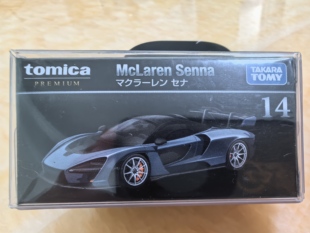 tomica
PREMIUM
McLaren Senna
マクラーレン セナ
TAKARA
TOMY
14